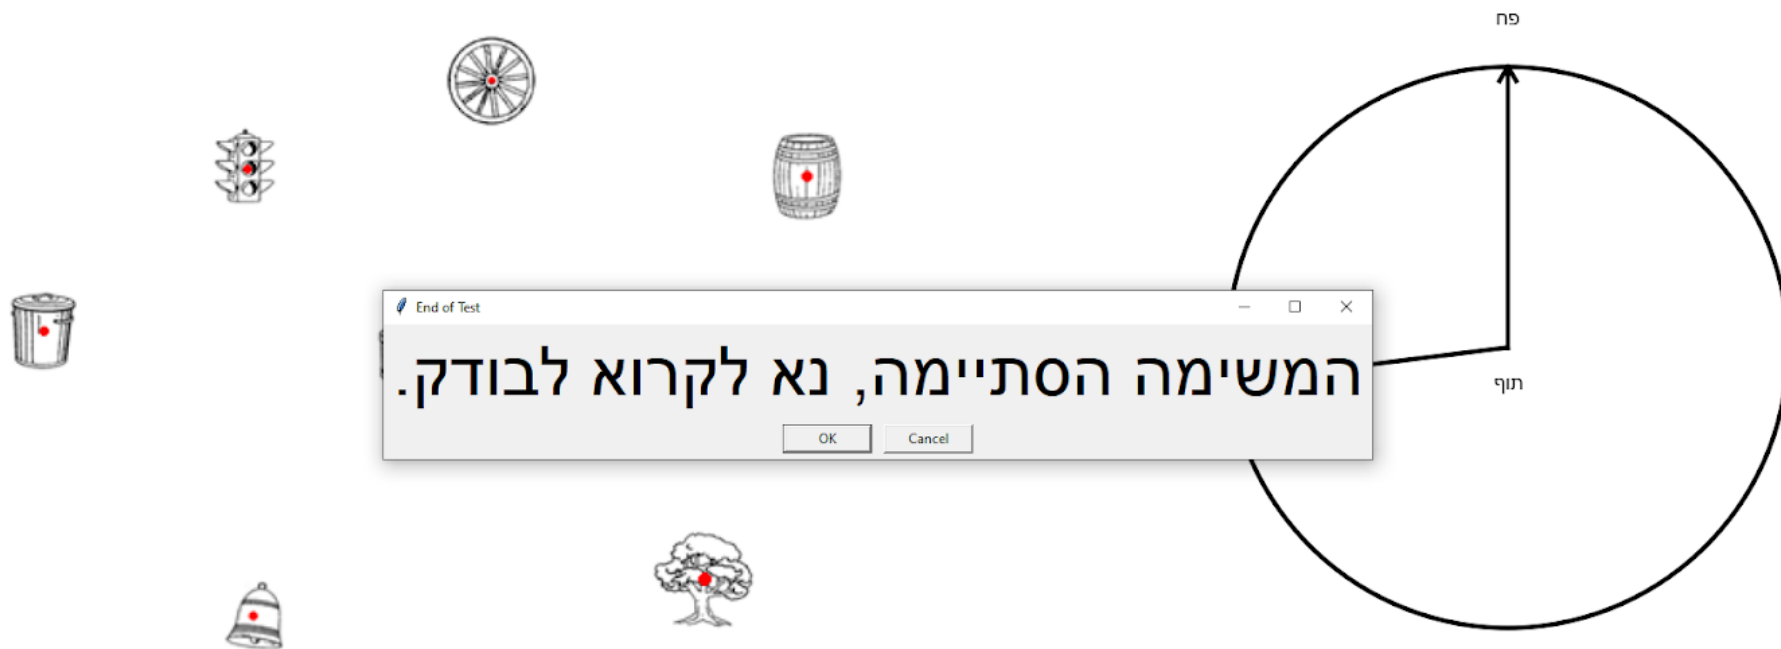 פח
End of Test
המשימה הסתיימה, נא לקרוא לבודק.
תוף
OK
Cancel